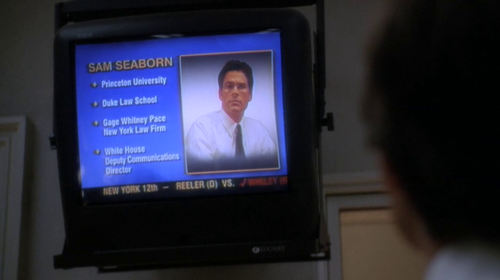 SAM SEABORN
• Princeton University
• Duke Law School
• Gage Whitney Pace
New York Law Firm
• White House
Deputy Communications
Director
NEW YORK 12th – REELER (D) VS.